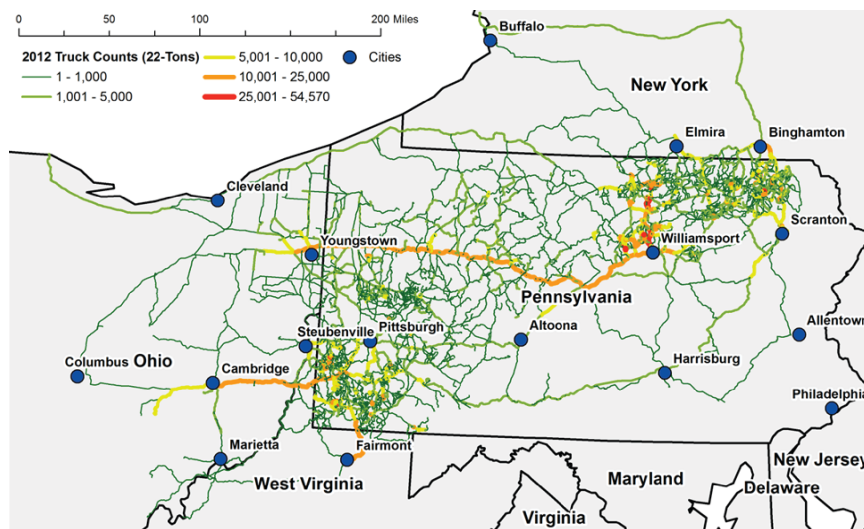 0 50 100 200 Miles
2012 Truck Counts (22-Tons)
1 - 1,000
1,001 - 5,000
5,001 - 10,000
10,001 - 25,000
25,001 - 54,570
Cities
Buffalo
New York
Elmira
Binghamton
Cleveland
Scranton
Youngstown
Williamsport
Pennsylvania
Steubenville
Pittsburgh
Altoona
Allentown
Columbus
Ohio
Cambridge
Harrisburg
Philadelphia
Marietta
Fairmont
West Virginia
Maryland
New Jersey
Delaware
Virginia